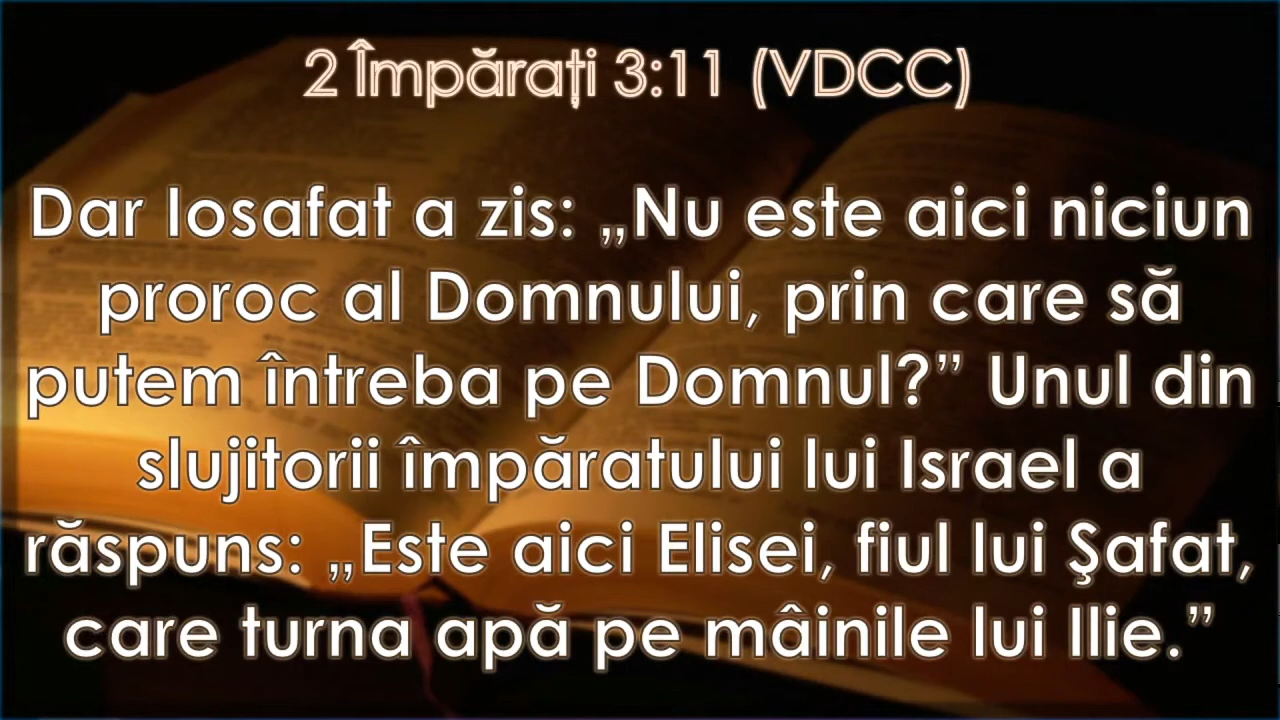 2 Împăraţi 3:11 (VDCC)
Dar Iosafat a zis: „Nu este aici niciun
proroc al Domnului, prin care să
putem întreba pe Domnul?” Unul din
slujitorii împăratului lui Israel a
răspuns: „Este aici Elisei, fiul lui Şafat,
care turna apă pe mâinile lui Ilie.”